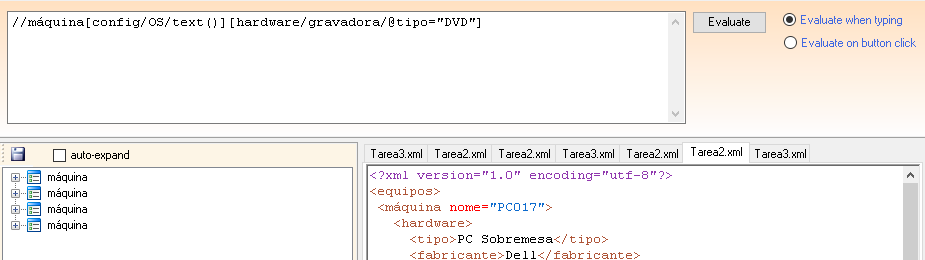 //máquina[config/OS/text()][hardware/gravadora/@tipo="DVD"]
Evaluate
Evaluate when typing
Evaluate on button click
auto-expand
máquina
máquina
máquina
máquina
Tarea3.xml Tarea2.xml Tarea2.xml Tarea3.xml Tarea2.xml Tarea2.xml Tarea3.xml
<?xml version="1.0" encoding="utf-8"?>
<equipos>
<máquina nome="PC017">
<hardware>
<tipo>PC Sobremesa</tipo>
<fabricante>Dell</fabricante>